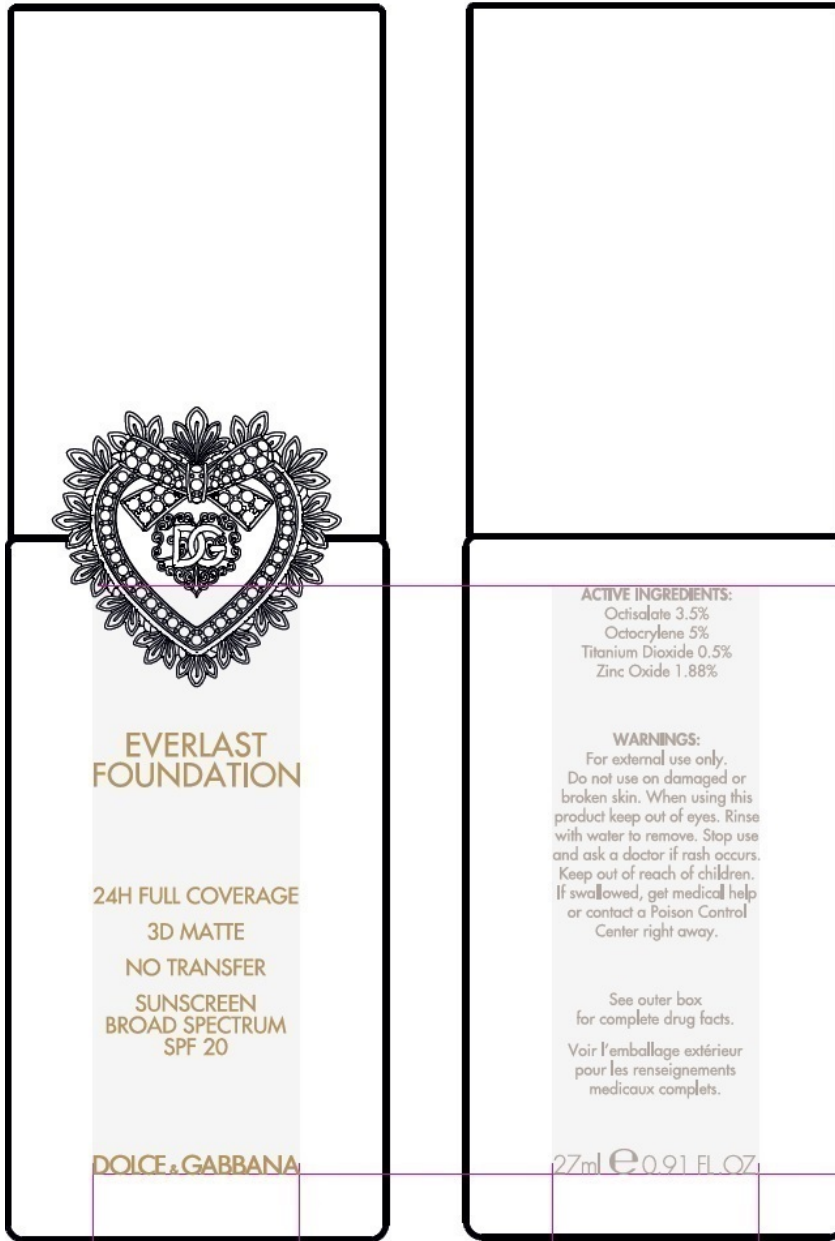 DG
EVERLAST
FOUNDATION
24H FULL COVERAGE
3D MATTE
NO TRANSFER
SUNSCREEN
BROAD SPECTRUM
SPF 20
DOLCE & GABBANA
ACTIVE INGREDIENTS:
Octisalate 3.5%
Octocrylene 5%
Titanium Dioxide 0.5%
Zinc Oxide 1.88%
WARNINGS:
For external use only.
Do not use on damaged or
broken skin. When using this
product keep out of eyes. Rinse
with water to remove. Stop use
and ask a doctor if rash occurs.
Keep out of reach of children.
If swallowed, get medical help
or contact a Poison Control
Center right away.
See outer box
for complete drug facts.
Voir l'emballage extérieur
pour les renseignements
medicaux complets.
27ml ℮ 0.91 FL.OZ.